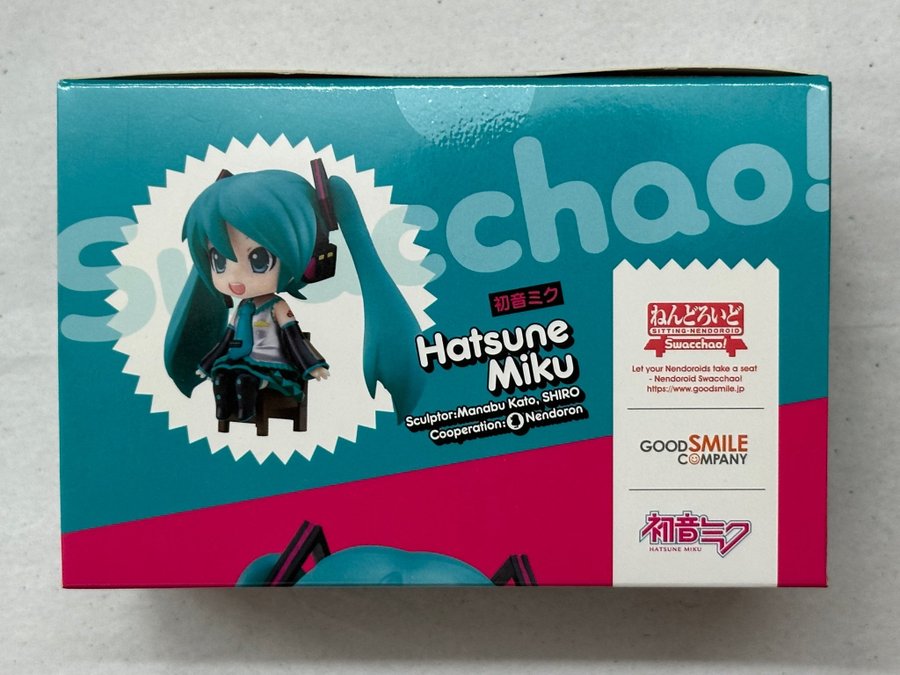 Swacchao!
初音ミク
Hatsune
Miku
Sculptor:Manabu Kato, SHIRO
Cooperation: Nendoron
ねんどろいど
SITTING•NENDOROID
Swacchao!
Let your Nendoroids take a seat
- Nendoroid Swacchao!
https://www.goodsmile.jp
GOODSMILE
COMPANY
初音ミク
HATSUNE MIKU